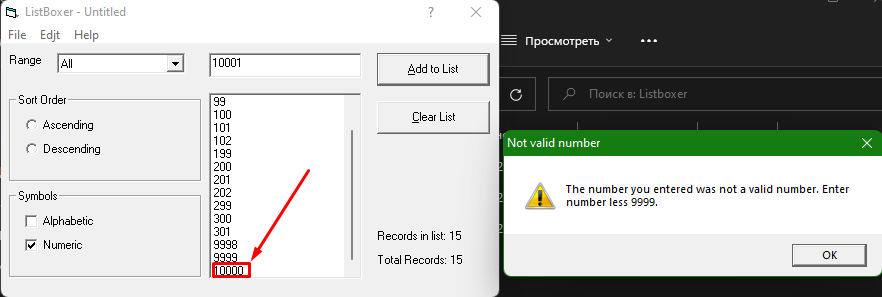 ListBoxer - Untitled
File Edjt Help
Range All 10001 Add to List
Clear List
Sort Order
Ascending
Descending
Symbols
Alphabetic
Numeric
99
100
101
102
199
200
201
202
299
300
301
9998
9999
10000
Records in list: 15
Total Records: 15
Просмотреть
Поиск в: Listboxer
Not valid number
The number you entered was not a valid number. Enter
number less 9999.
OK